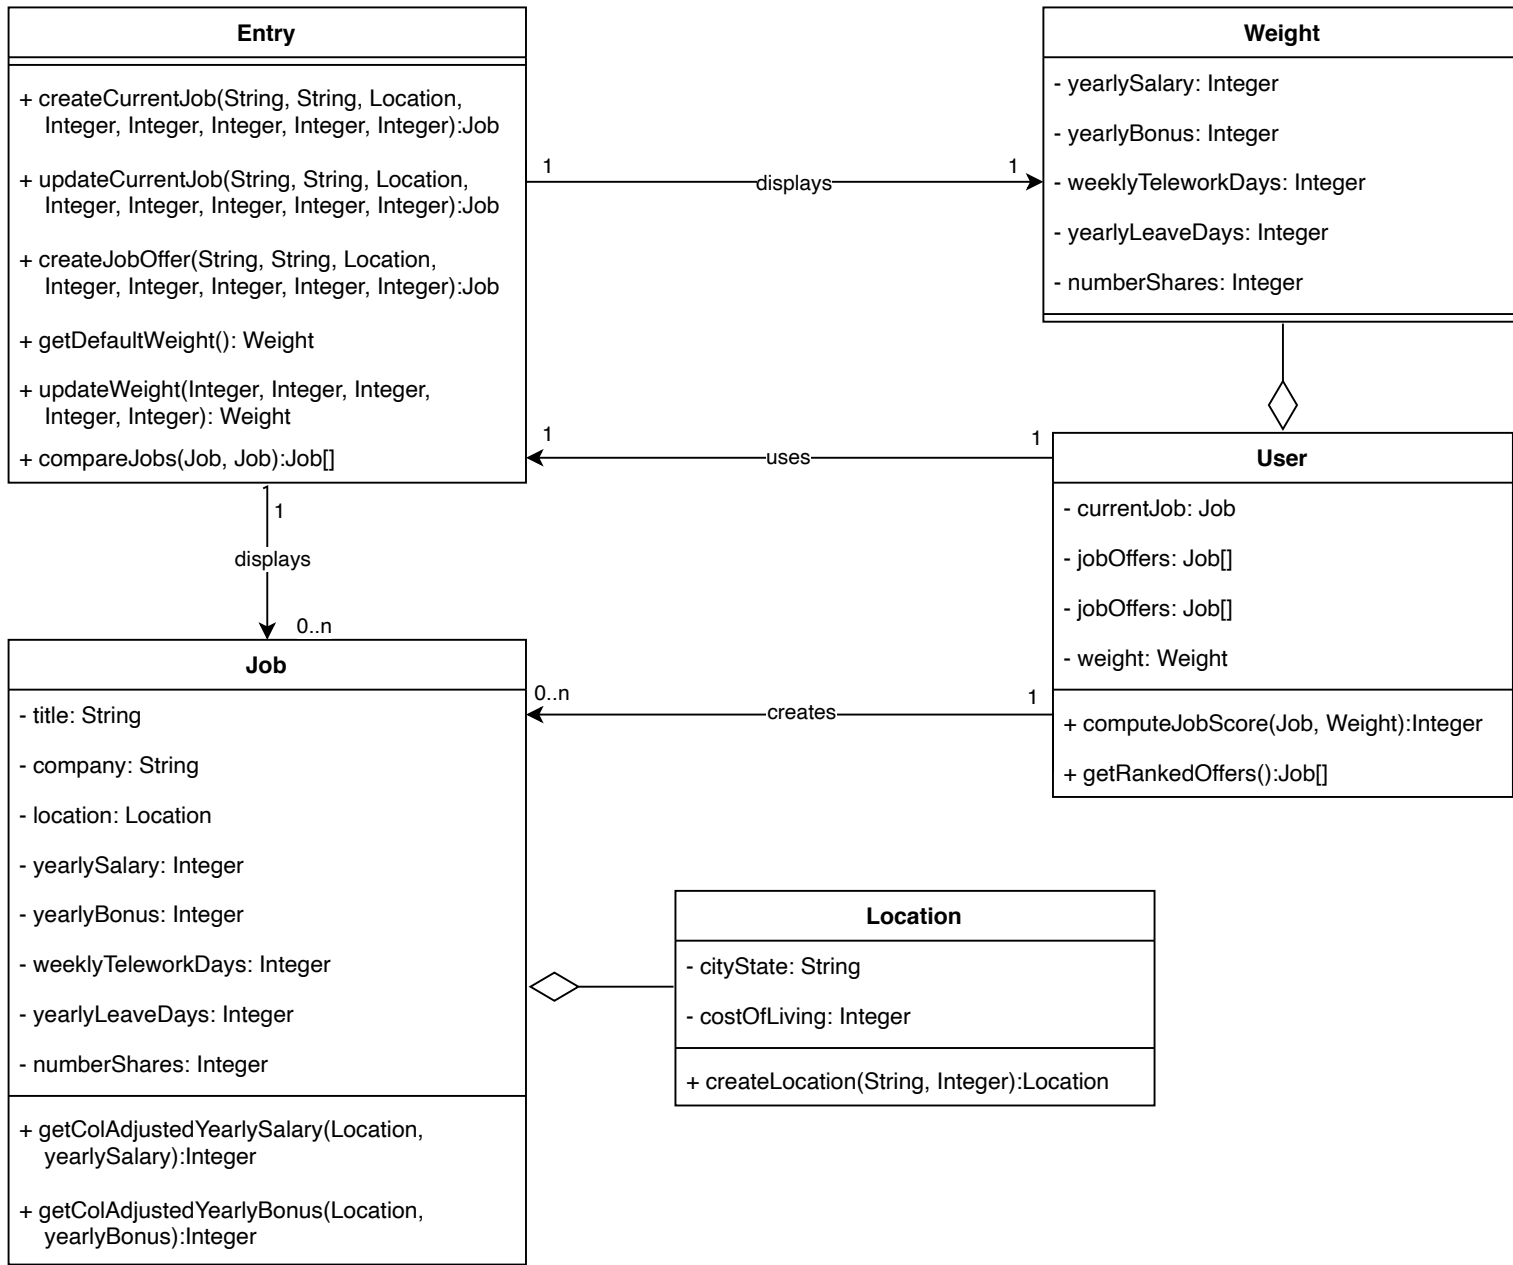 Entry
+ createCurrentJob(String, String, Location,
Integer, Integer, Integer, Integer, Integer):Job
+ updateCurrentJob(String, String, Location,
Integer, Integer, Integer, Integer, Integer):Job
+ createJobOffer(String, String, Location,
Integer, Integer, Integer, Integer, Integer):Job
+ getDefaultWeight(): Weight
+ updateWeight(Integer, Integer, Integer,
Integer, Integer): Weight
+ compareJobs(Job, Job):Job[]
1
displays
1
Weight
- yearlySalary: Integer
- yearlyBonus: Integer
- weeklyTeleworkDays: Integer
- yearlyLeaveDays: Integer
- numberShares: Integer
1
uses
1
User
- currentJob: Job
- jobOffers: Job[]
- jobOffers: Job[]
- weight: Weight
+ computeJobScore(Job, Weight):Integer
+ getRankedOffers():Job[]
1
1
displays
0..n
0..n
creates
1
Job
- title: String
- company: String
- location: Location
- yearlySalary: Integer
- yearlyBonus: Integer
- weeklyTeleworkDays: Integer
- yearlyLeaveDays: Integer
- numberShares: Integer
+ getColAdjustedYearlySalary(Location,
yearlySalary):Integer
+ getColAdjustedYearlyBonus(Location,
yearlyBonus):Integer
Location
- cityState: String
- costOfLiving: Integer
+ createLocation(String, Integer):Location